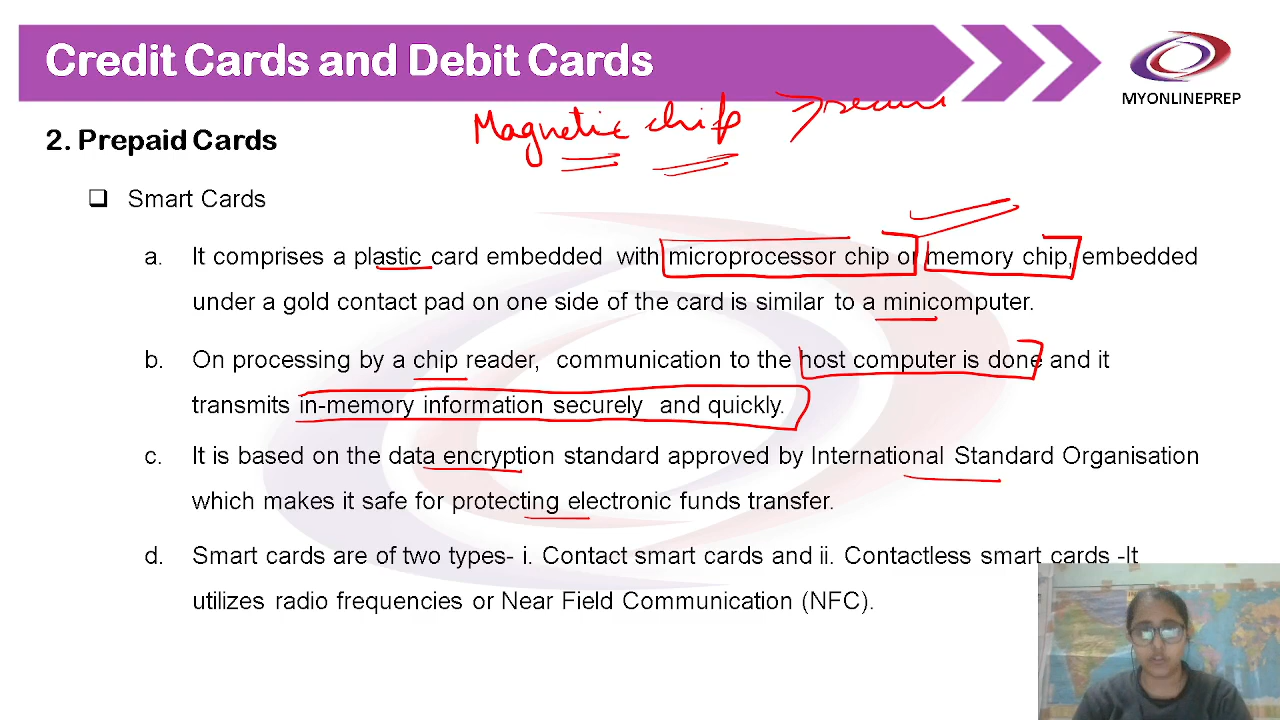 Credit Cards and Debit Cards
MYONLINEPREP
Magnetic chip
2. Prepaid Cards
❑ Smart Cards
a. It comprises a plastic card embedded with microprocessor chip or memory chip, embedded
under a gold contact pad on one side of the card is similar to a minicomputer.
b. On processing by a chip reader, communication to the host computer is done and it
transmits in-memory information securely and quickly.
c. It is based on the data encryption standard approved by International Standard Organisation
which makes it safe for protecting electronic funds transfer.
d. Smart cards are of two types- i. Contact smart cards and ii. Contactless smart cards -It
utilizes radio frequencies or Near Field Communication (NFC).